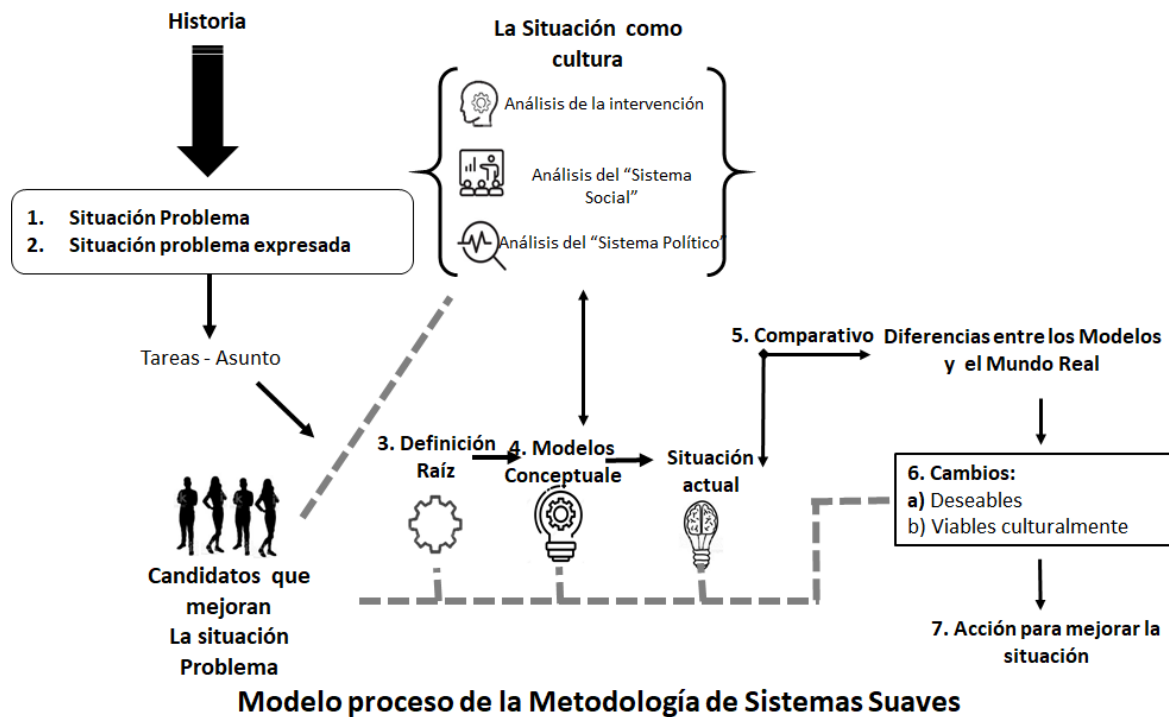 Historia
La Situación como
cultura
Análisis de la intervención
Análisis del “Sistema
Social”
Análisis del “Sistema Político”
1. Situación Problema
2. Situación problema expresada
Tareas - Asunto
Candidatos que
mejoran
La situación
Problema
3. Definición
Raíz
4. Modelos
Conceptuale
Situación
actual
5. Comparativo
Diferencias entre los Modelos
y el Mundo Real
6. Cambios:
a) Deseables
b) Viables culturalmente
7. Acción para mejorar la
situación
Modelo proceso de la Metodología de Sistemas Suaves